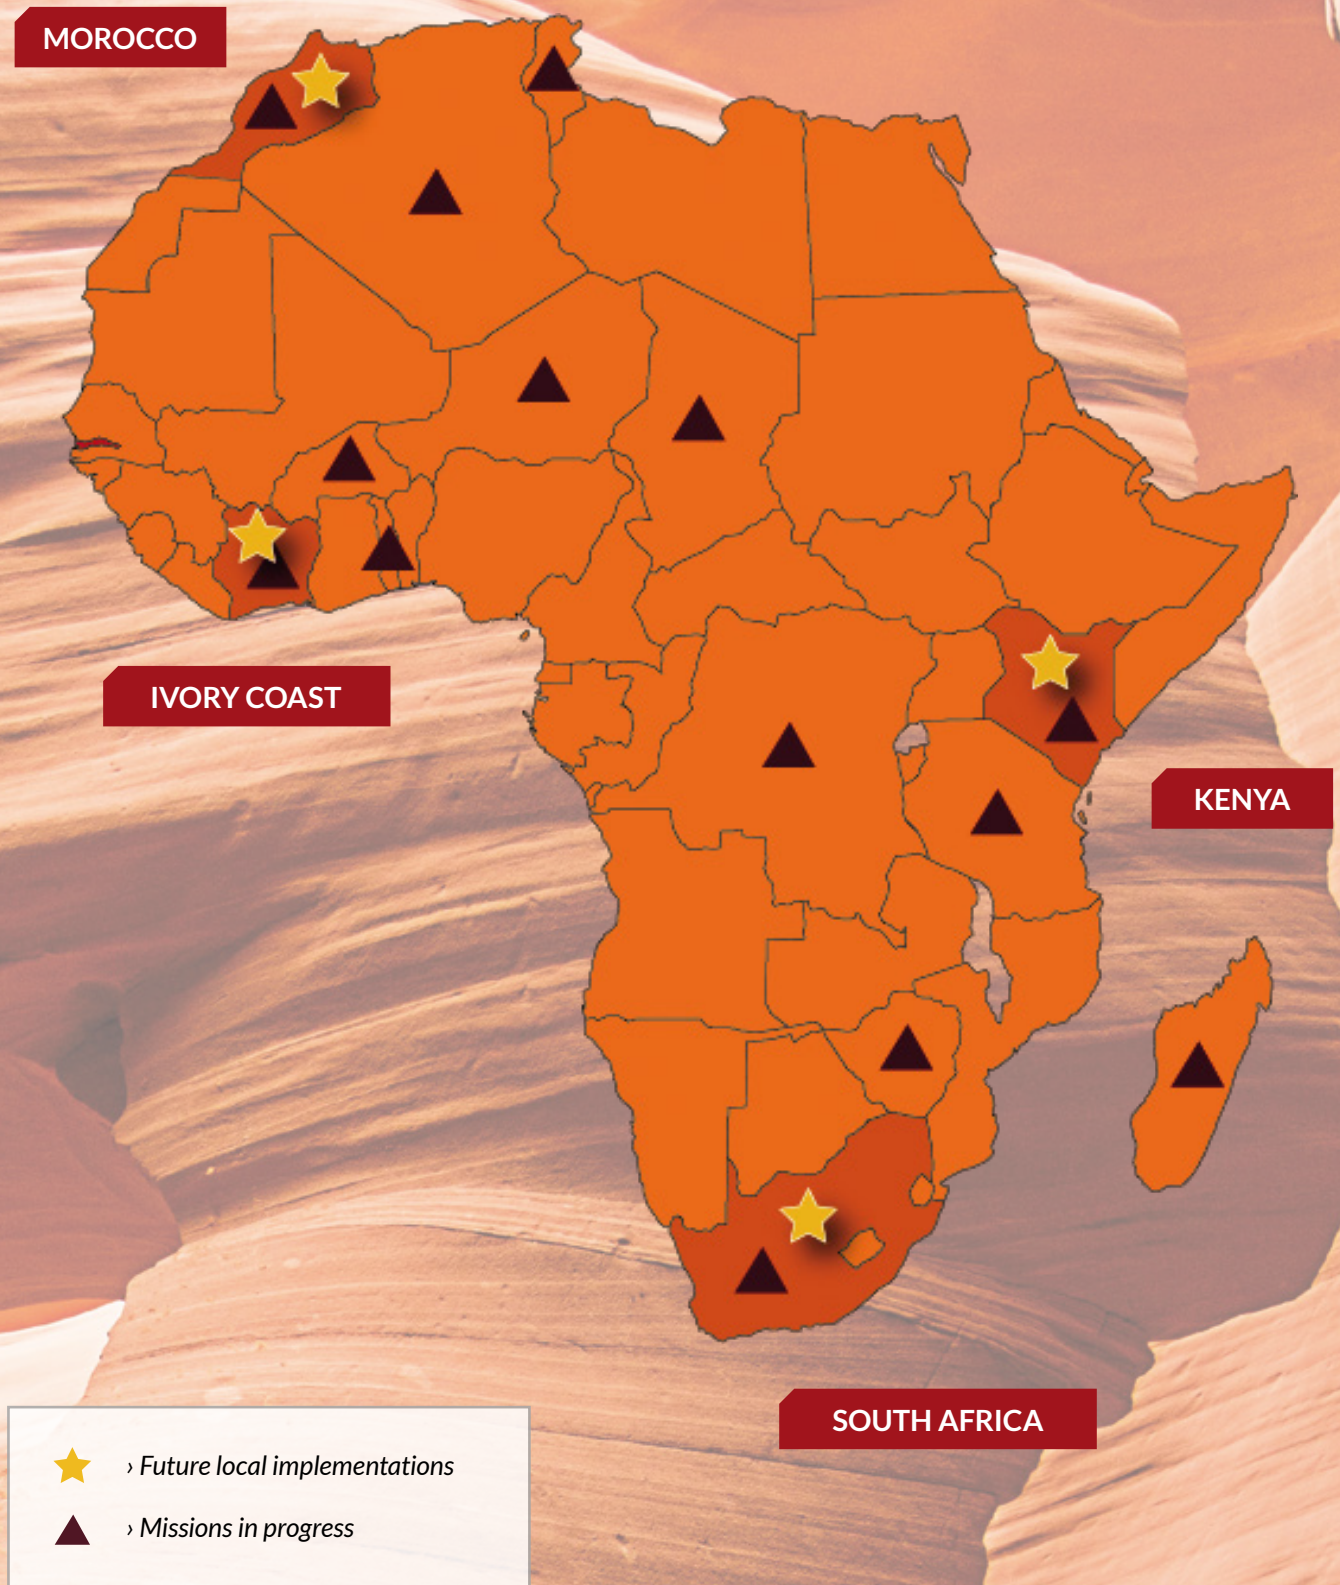 MOROCCO
IVORY COAST
KENYA
SOUTH AFRICA
› Future local implementations
› Missions in progress